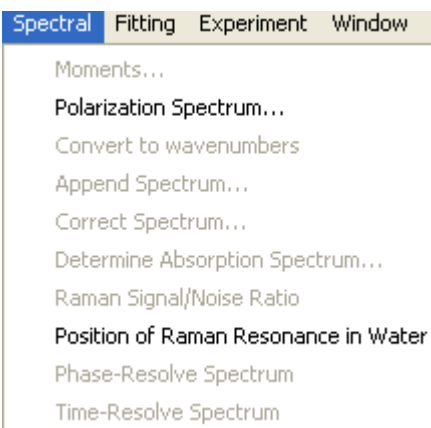 Spectral Fitting Experiment Window
Moments...
Polarization Spectrum...
Convert to wavenumbers
Append Spectrum...
Correct Spectrum...
Determine Absorption Spectrum...
Raman Signal/Noise Ratio
Position of Raman Resonance in Water
Phase-Resolve Spectrum
Time-Resolve Spectrum